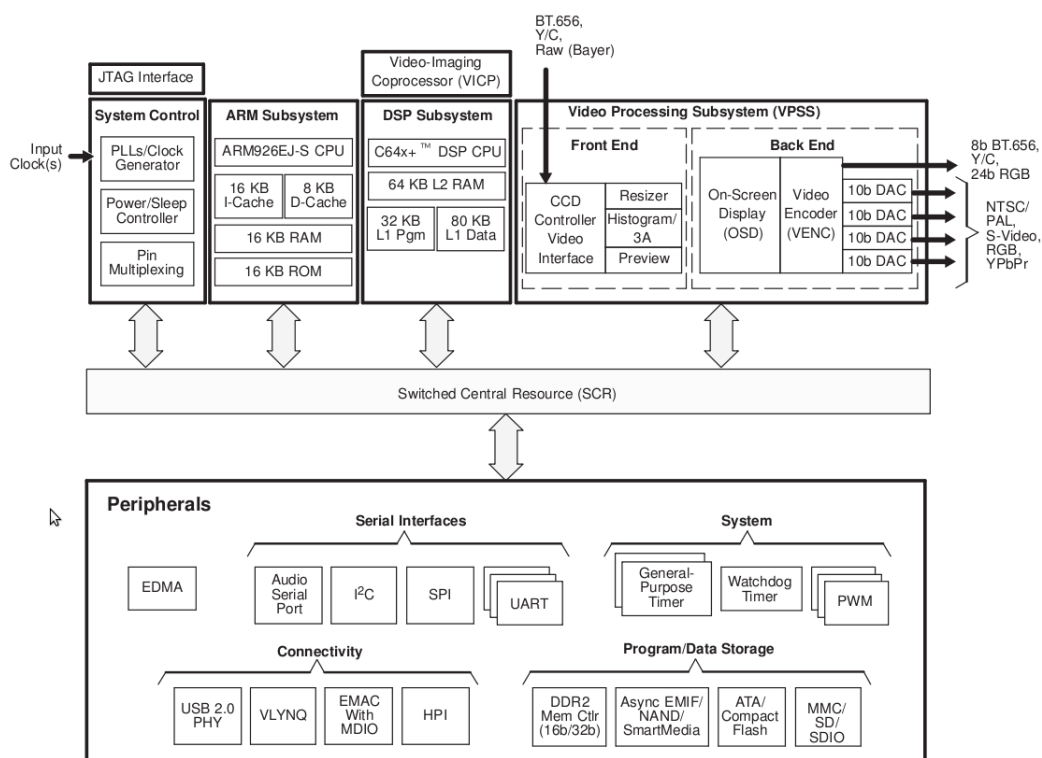 BT.656,
Y/C,
Raw (Bayer)
JTAG Interface
Video-Imaging
Coprocessor (VICP)
Input
Clock(s)
System Control
PLLs/Clock
Generator
Power/Sleep
Controller
Pin
Multiplexing
ARM Subsystem
ARM926EJ-S CPU
16 KB
I-Cache
8 KB
D-Cache
16 KB RAM
16 KB ROM
DSP Subsystem
C64x+™ DSP CPU
64 KB L2 RAM
32 KB
L1 Pgm
80 KB
L1 Data
Video Processing Subsystem (VPSS)
Front End
CCD
Controller
Video
Interface
Resizer
Histogram/
3A
Preview
Back End
On-Screen
Display
(OSD)
Video
Encoder
(VENC)
10b DAC
10b DAC
10b DAC
10b DAC
8b BT.656,
Y/C,
24b RGB
NTSC/
PAL,
S-Video,
RGB,
YPbPr
Switched Central Resource (SCR)
Peripherals
EDMA
Serial Interfaces
Audio
Serial
Port
I²C
SPI
UART
System
General-
Purpose
Timer
Watchdog
Timer
PWM
Connectivity
USB 2.0
PHY
VLYNQ
EMAC
With
MDIO
HPI
Program/Data Storage
DDR2
Mem Ctlr
(16b/32b)
Async EMIF/
NAND/
SmartMedia
ATA/
Compact
Flash
MMC/
SD/
SDIO